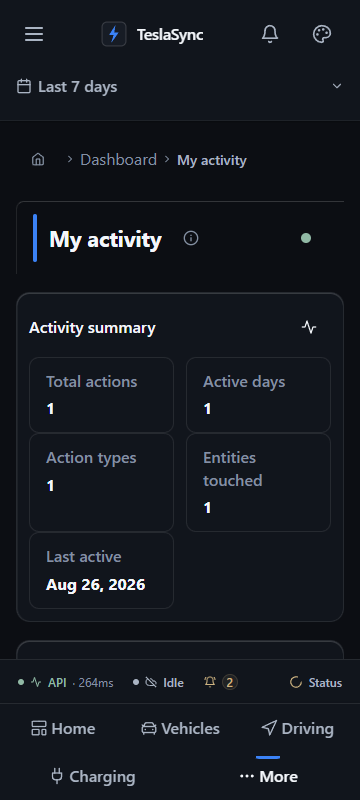 TeslaSync
Last 7 days
Dashboard > My activity
My activity
Activity summary
Total actions
1
Active days
1
Action types
1
Entities
touched
1
Last active
Aug 26, 2026
API · 264ms
Idle
2
Status
Home
Vehicles
Driving
Charging
More